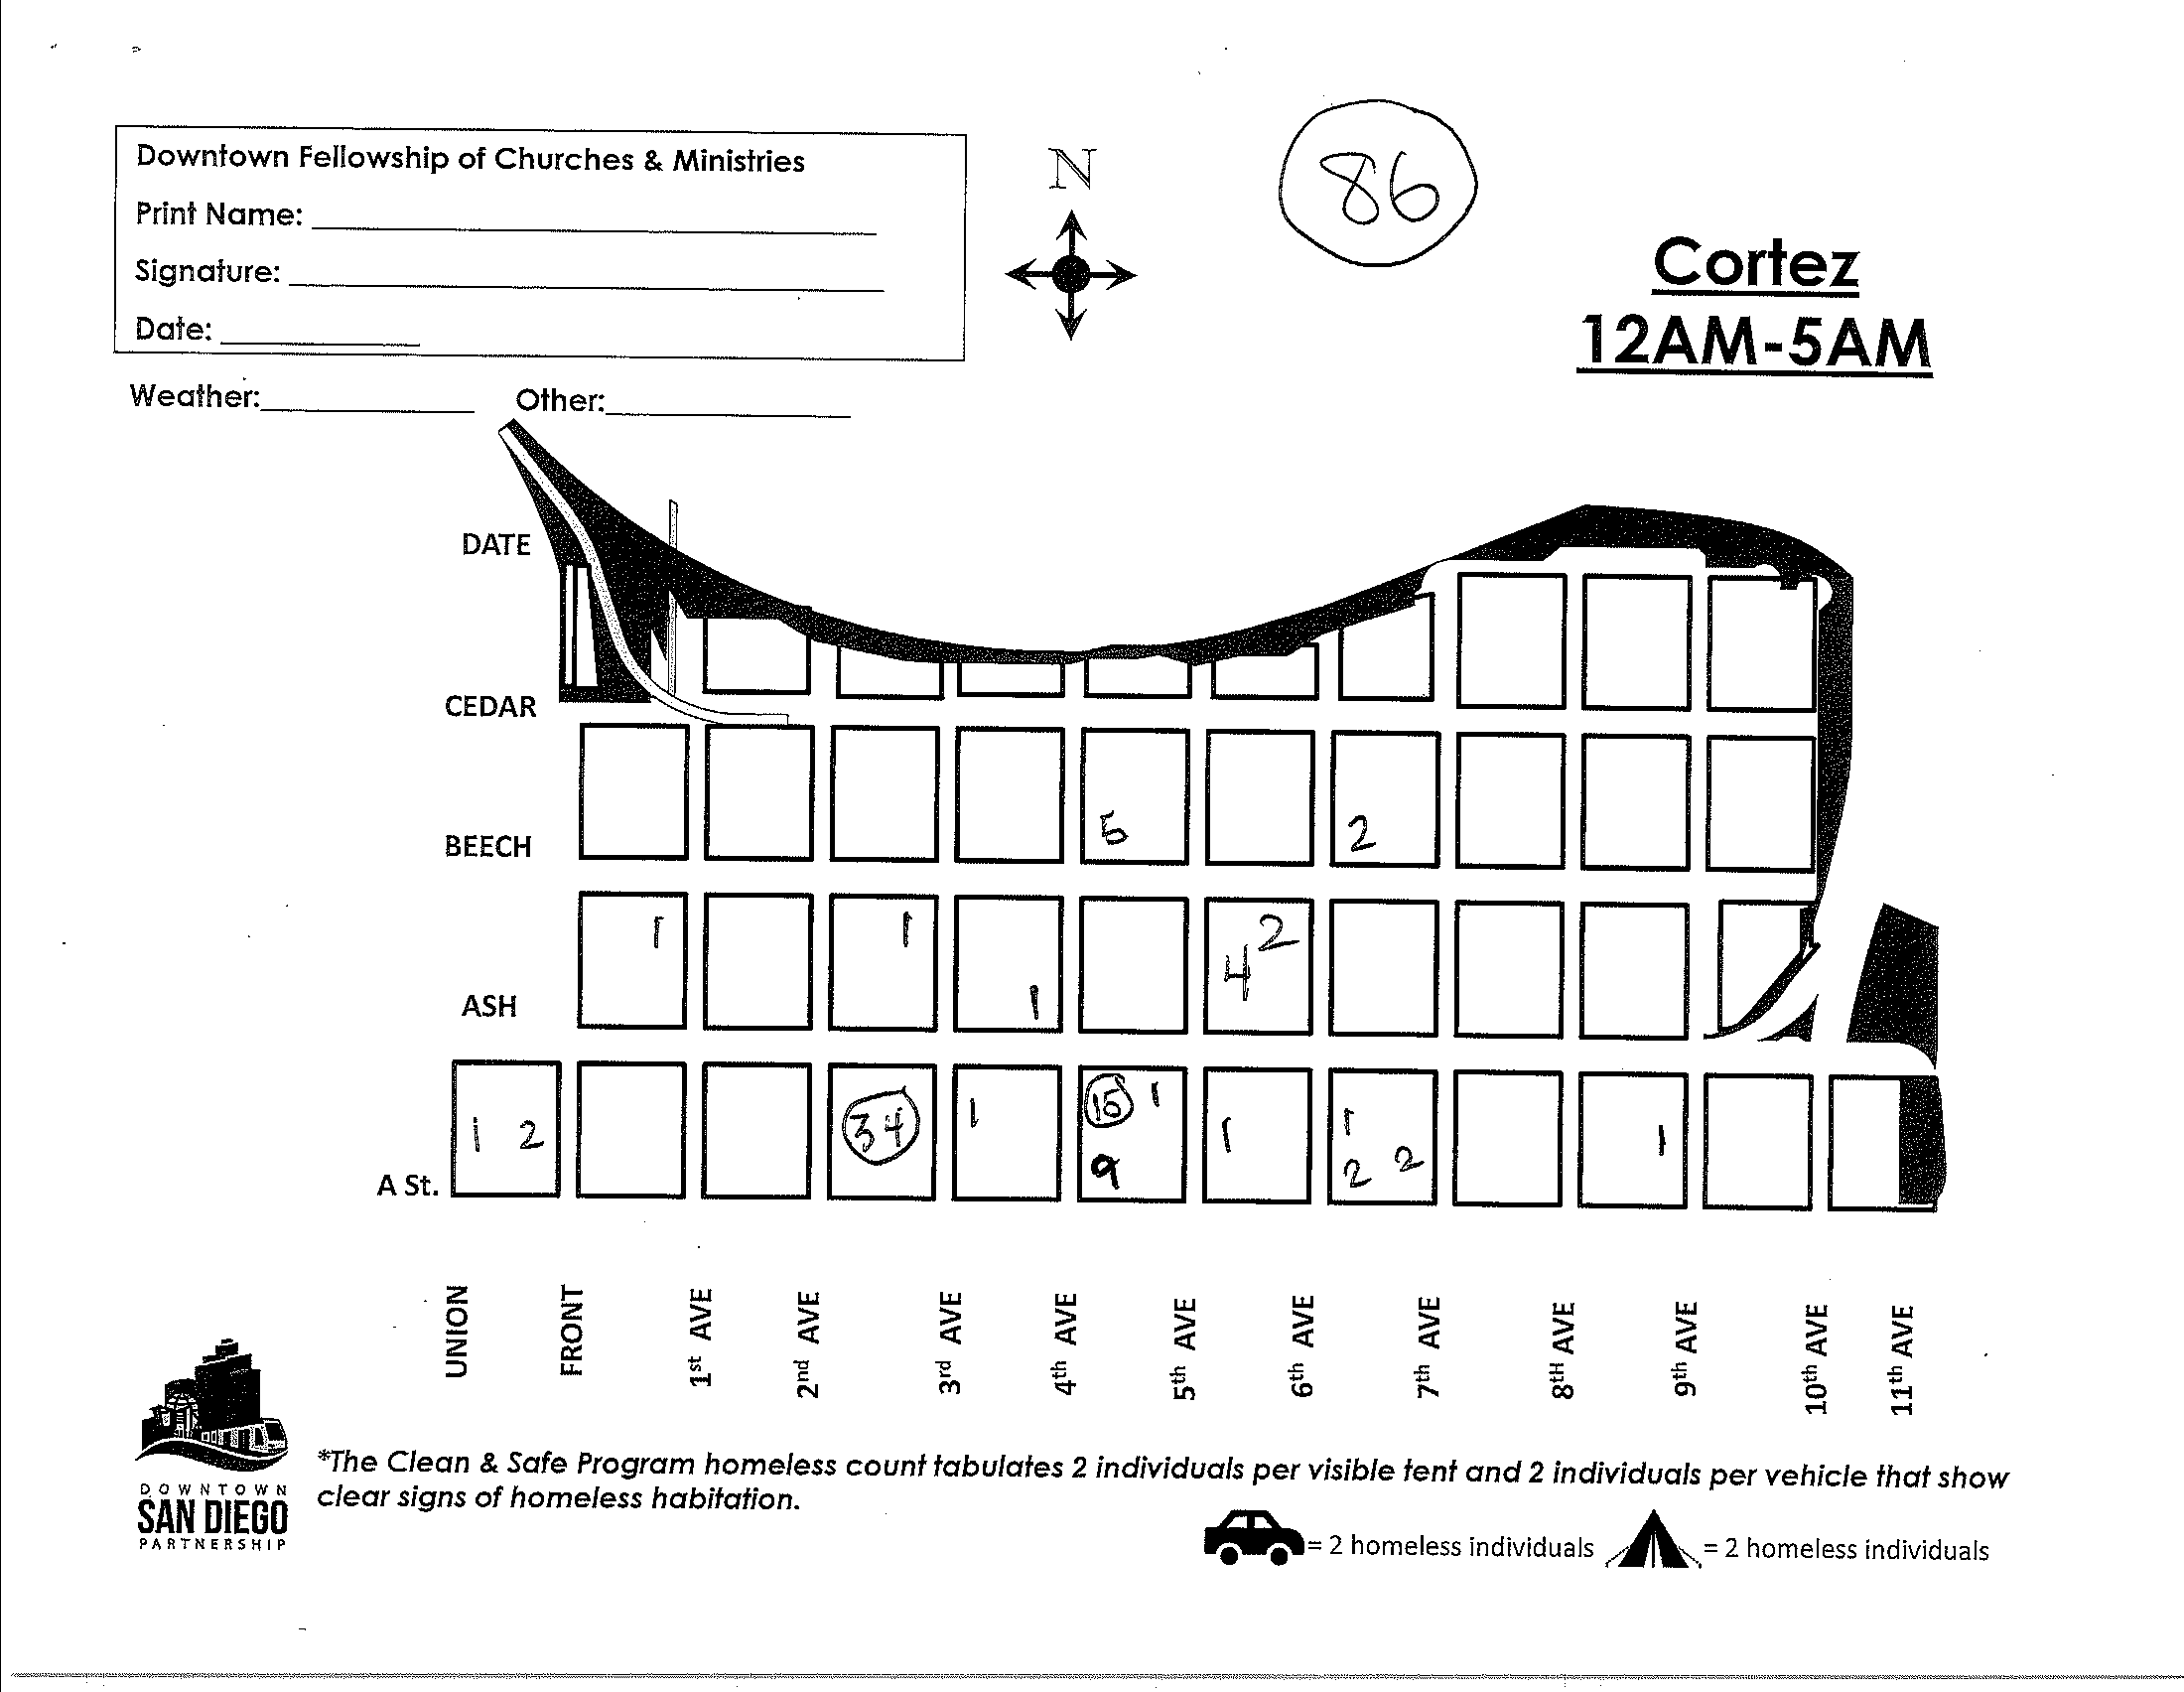 86
Downtown Fellowship of Churches & Ministries
Print Name:
Signature:
Date:
Weather: Other:
N
Cortez
12AM-5AM
DATE
CEDAR
BEECH
5 2
ASH
1 1 1 4 2
A St.
1 2 34 1 15 1 9 1 1 2 2 1
UNION FRONT 1st AVE 2nd AVE 3rd AVE 4th AVE 5th AVE 6th AVE 7th AVE 8TH AVE 9th AVE 10th AVE 11th AVE
DOWNTOWN
SAN DIEGO
PARTNERSHIP
*The Clean & Safe Program homeless count tabulates 2 individuals per visible tent and 2 individuals per vehicle that show
clear signs of homeless habitation.
= 2 homeless individuals = 2 homeless individuals